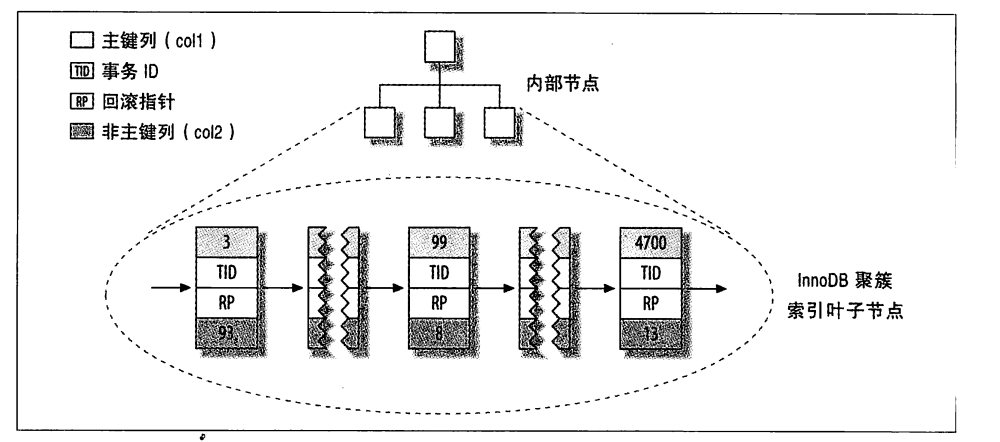 主键列（col1）
TID 事务 ID
RP 回滚指针
非主键列（col2）
内部节点
3 99 4700
TID TID TID
RP RP RP
93 8 13
InnoDB 聚簇
索引叶子节点